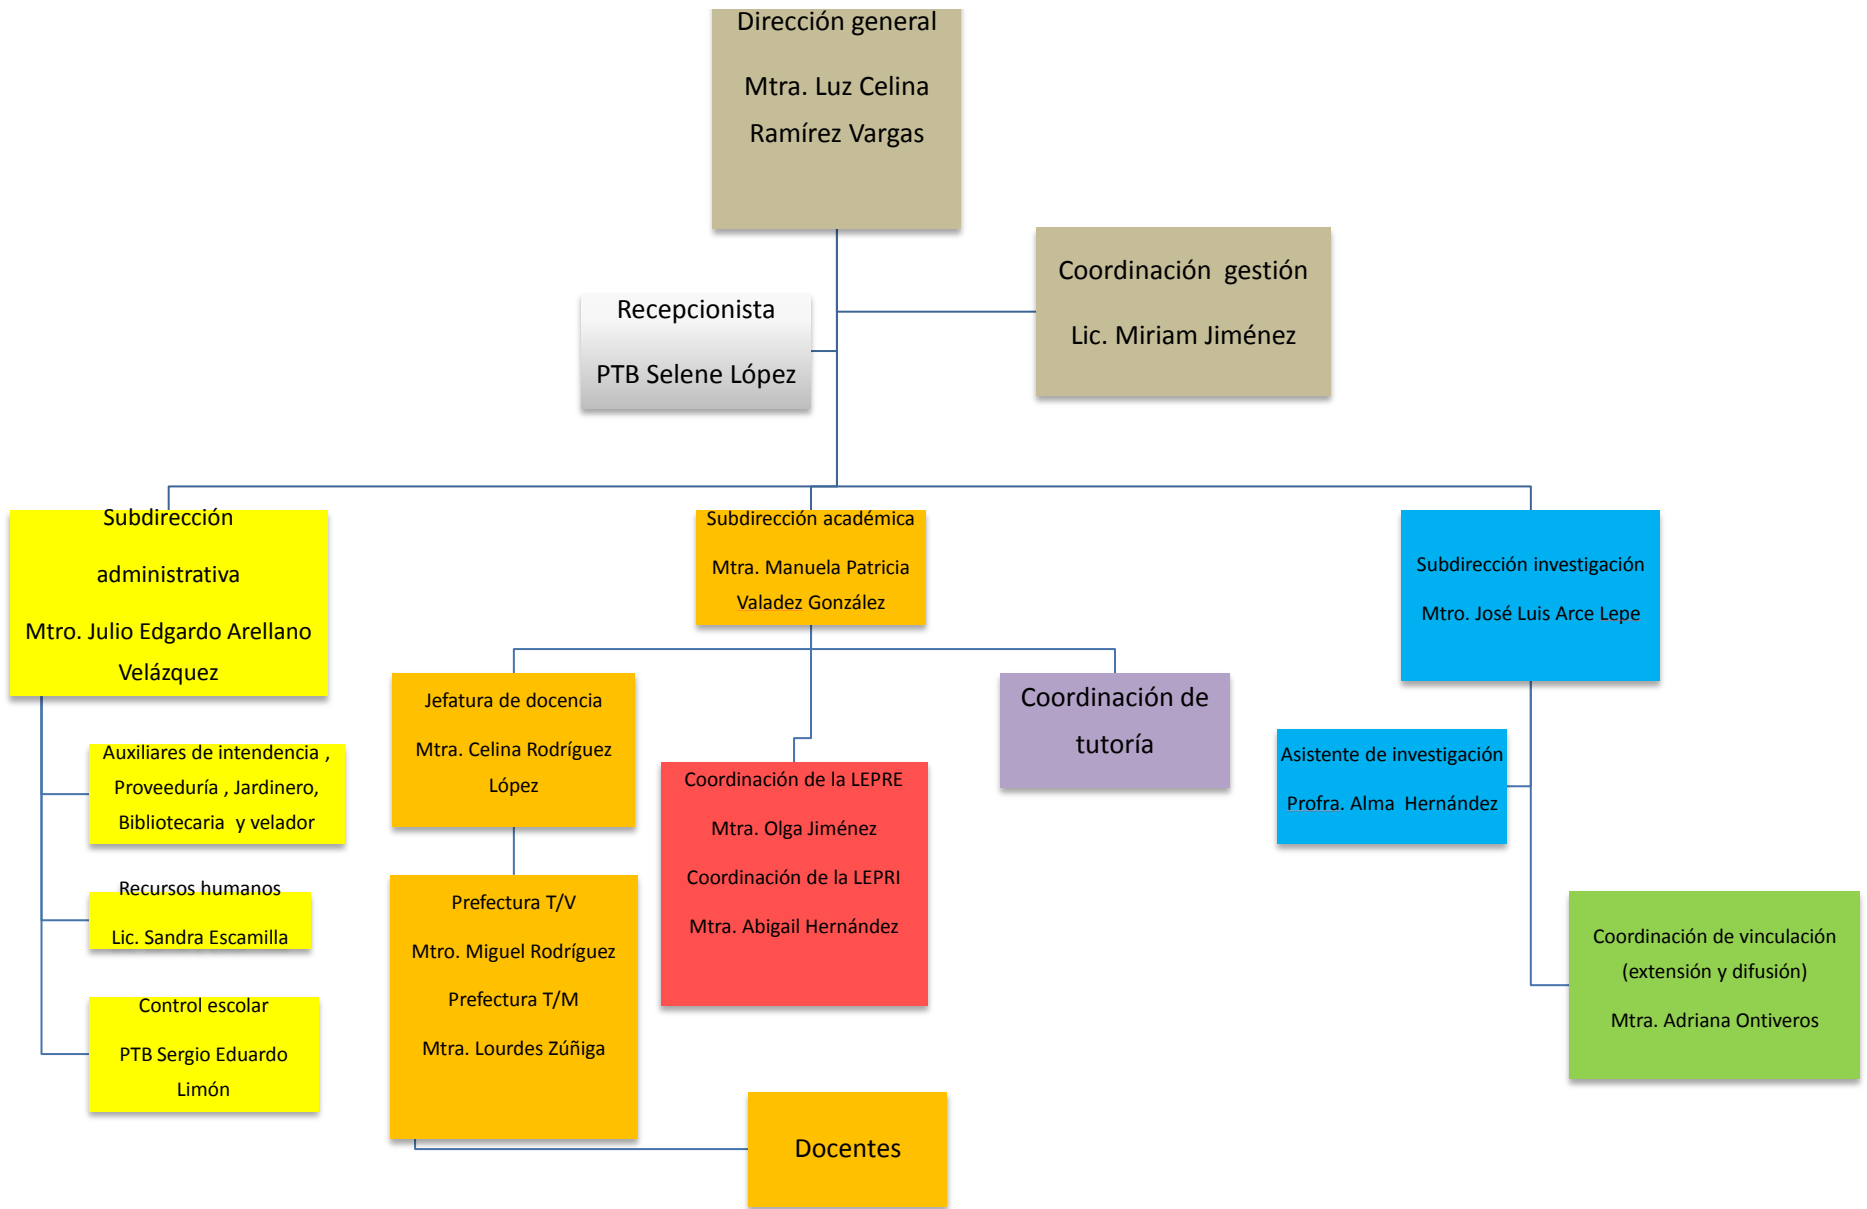 Dirección general
Mtra. Luz Celina
Ramírez Vargas
Coordinación gestión
Lic. Miriam Jiménez
Recepcionista
PTB Selene López
Subdirección
administrativa
Mtro. Julio Edgardo Arellano
Velázquez
Subdirección académica
Mtra. Manuela Patricia
Valadez González
Subdirección investigación
Mtro. José Luis Arce Lepe
Auxiliares de intendencia ,
Proveeduría , Jardinero,
Bibliotecaria y velador
Recursos humanos
Lic. Sandra Escamilla
Control escolar
PTB Sergio Eduardo
Limón
Jefatura de docencia
Mtra. Celina Rodríguez
López
Prefectura T/V
Mtro. Miguel Rodríguez
Prefectura T/M
Mtra. Lourdes Zúñiga
Docentes
Coordinación de la LEPRE
Mtra. Olga Jiménez
Coordinación de la LEPRI
Mtra. Abigail Hernández
Coordinación de
tutoría
Asistente de investigación
Profra. Alma Hernández
Coordinación de vinculación
(extensión y difusión)
Mtra. Adriana Ontiveros